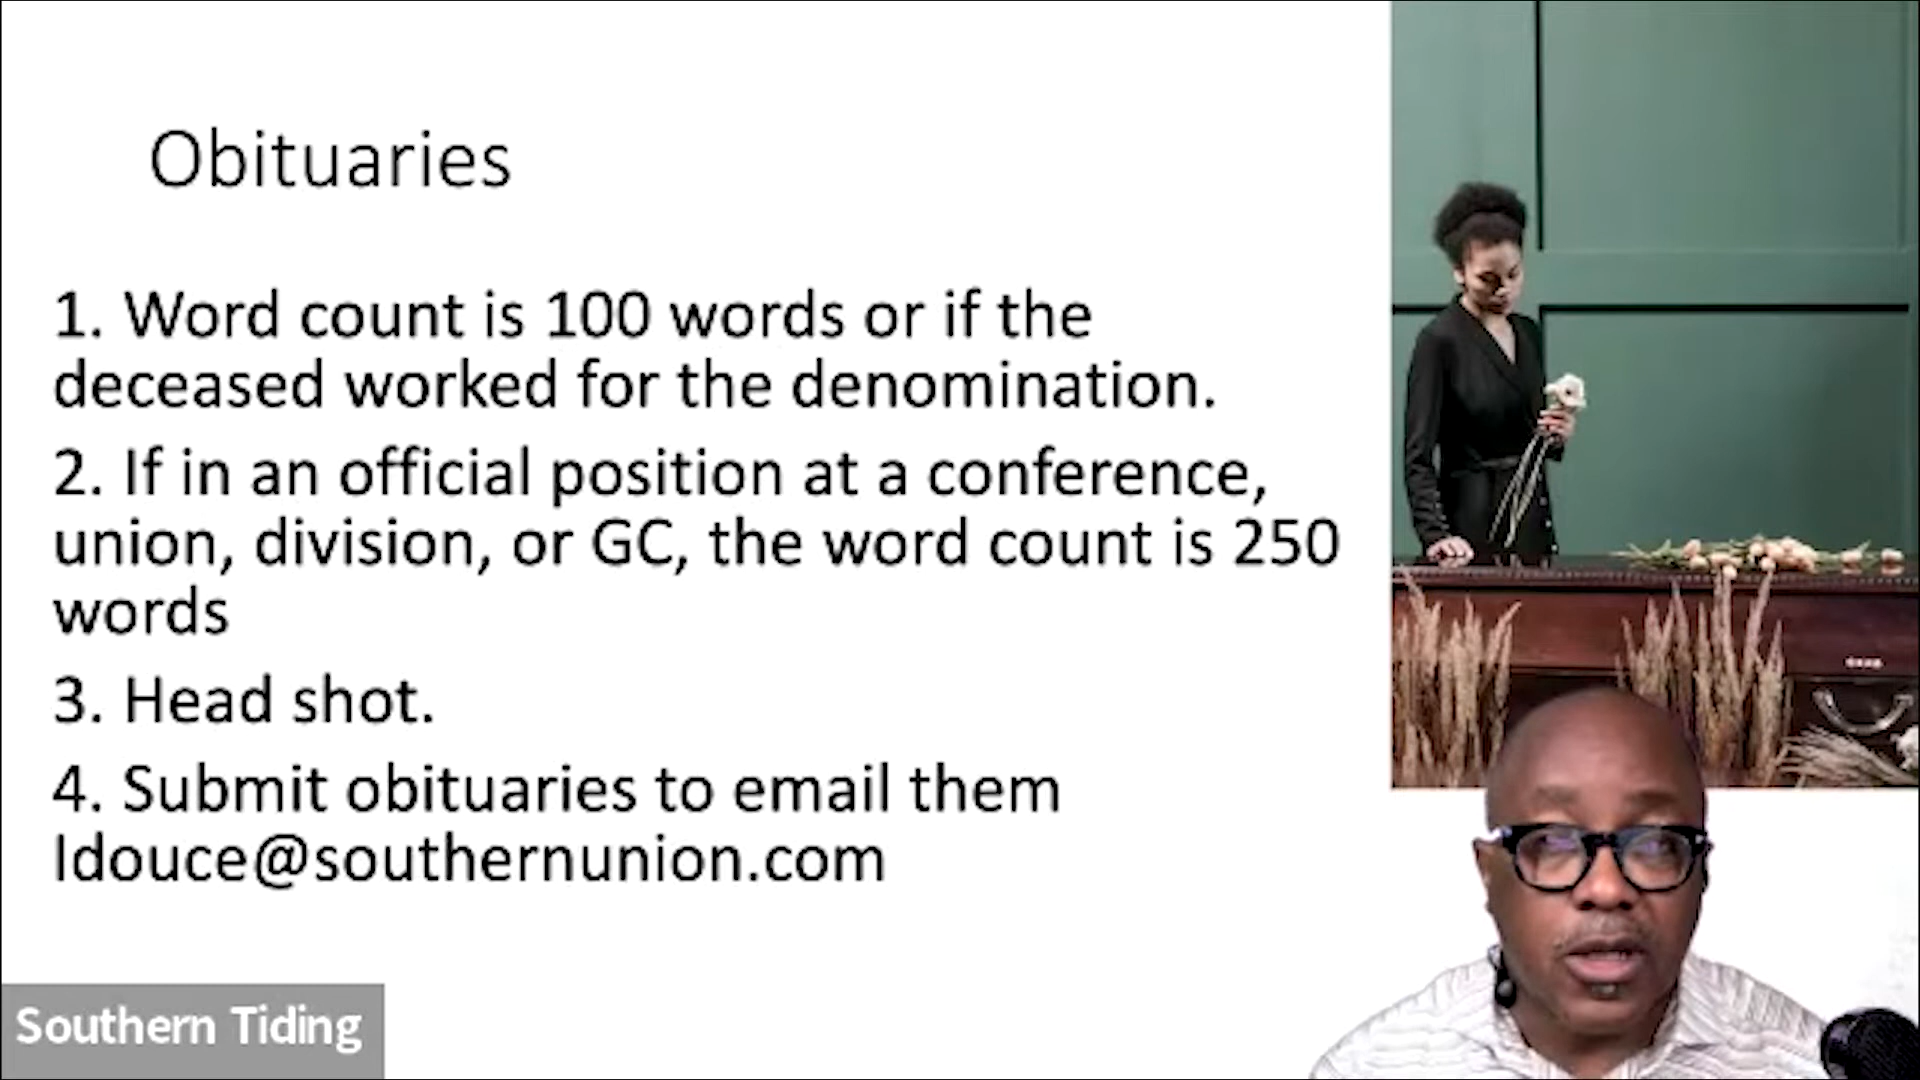 Obituaries
1. Word count is 100 words or if the
deceased worked for the denomination.
2. If in an official position at a conference,
union, division, or GC, the word count is 250
words
3. Head shot.
4. Submit obituaries to email them
ldouce@southernunion.com
Southern Tiding